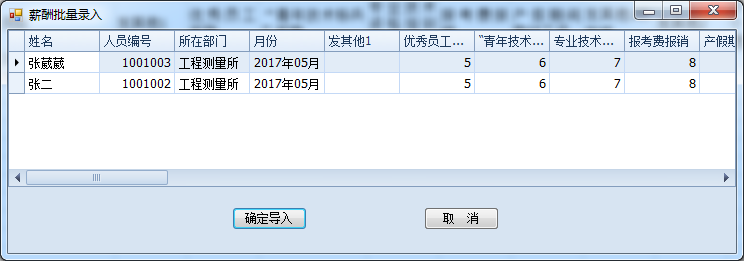 薪酬批量录入
姓名 人员编号 所在部门 月份 发其他1 优秀员工... "青年技术... 专业技术... 报考费报销 产假期
张葳葳 1001003 工程测量所 2017年05月 5 6 7 8
张二 1001002 工程测量所 2017年05月 5 6 7 8
确定导入 取 消